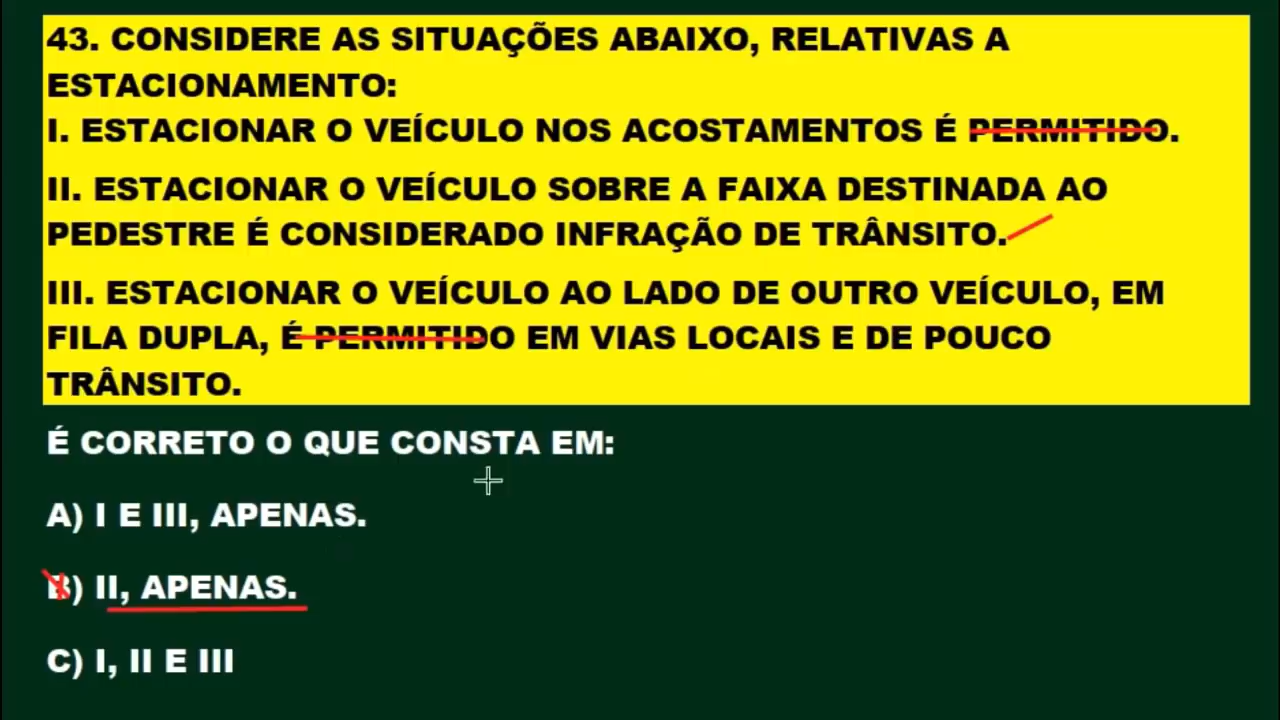 43. CONSIDERE AS SITUAÇÕES ABAIXO, RELATIVAS A
ESTACIONAMENTO:
I. ESTACIONAR O VEÍCULO NOS ACOSTAMENTOS É PERMITIDO.
II. ESTACIONAR O VEÍCULO SOBRE A FAIXA DESTINADA AO
PEDESTRE É CONSIDERADO INFRAÇÃO DE TRÂNSITO.
III. ESTACIONAR O VEÍCULO AO LADO DE OUTRO VEÍCULO, EM
FILA DUPLA, É PERMITIDO EM VIAS LOCAIS E DE POUCO
TRÂNSITO.
É CORRETO O QUE CONSTA EM:
A) I E III, APENAS.
B) II, APENAS.
C) I, II E III